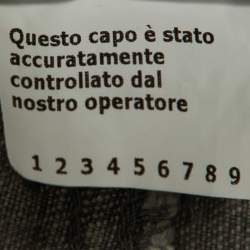 Questo capo è stato
accuratamente
controllato dal
nostro operatore
1 2 3 4 5 6 7 8 9